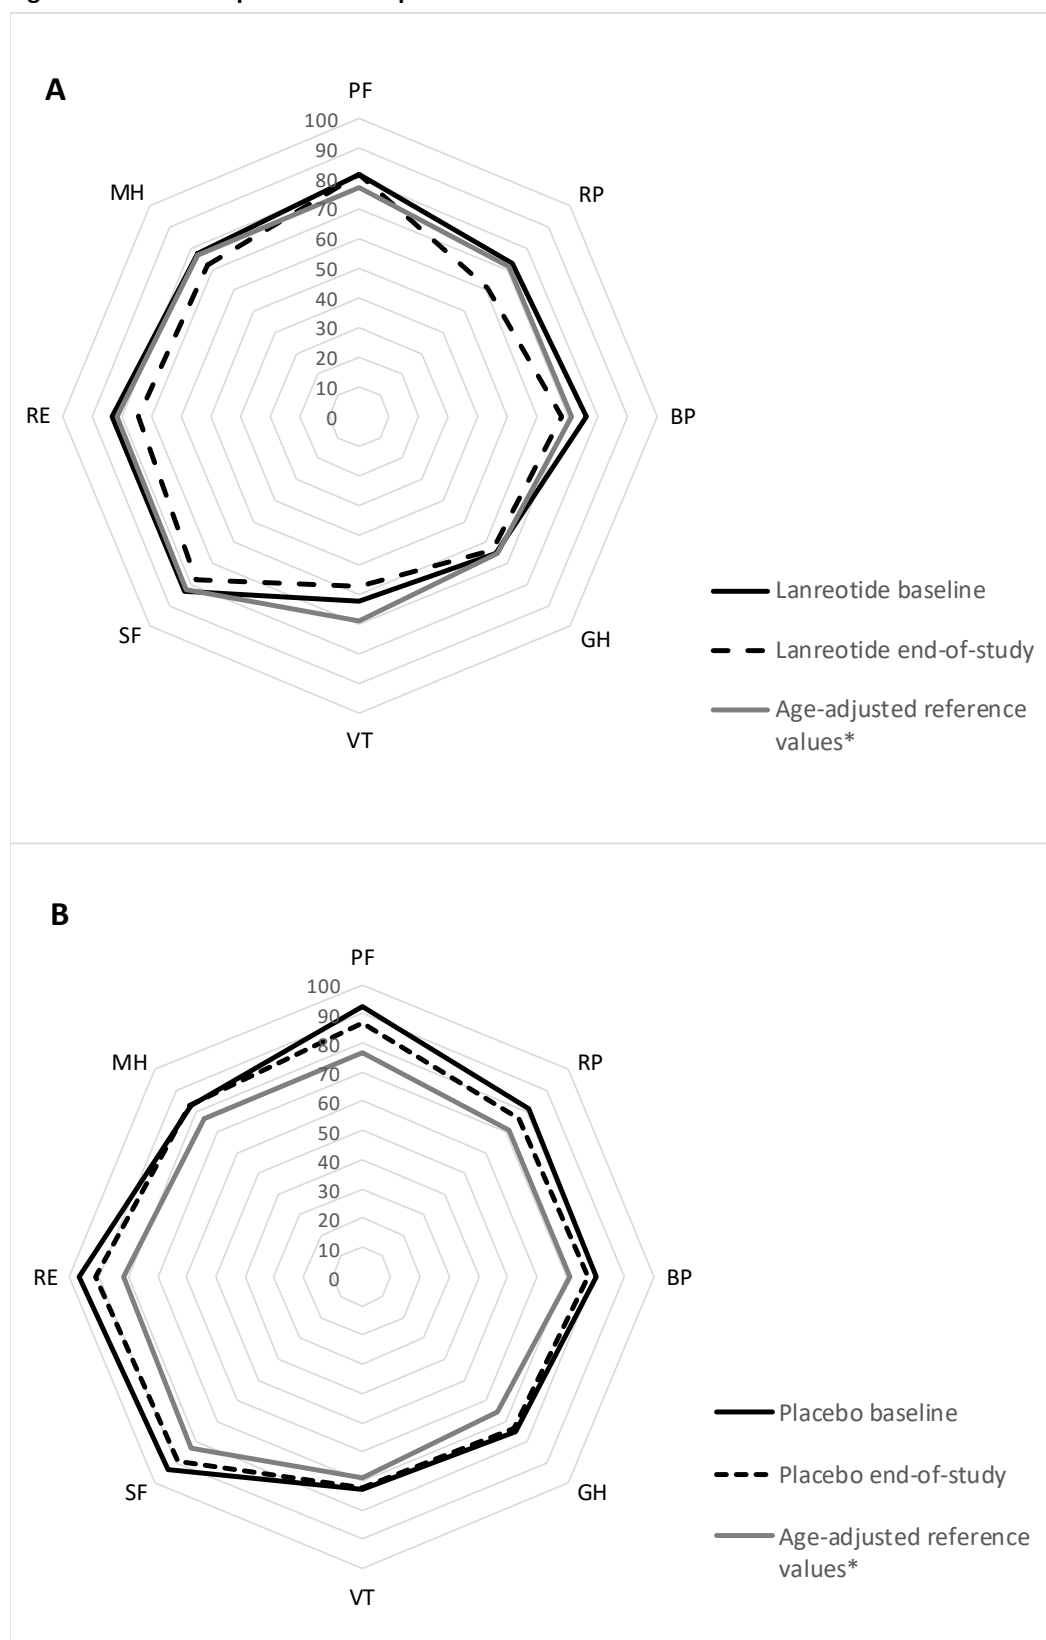 A
PF
100
90
80
70
60
50
40
30
20
10
0
MH
RP
RE
BP
SF
GH
VT
Lanreotide baseline
Lanreotide end-of-study
Age-adjusted reference
values*
B
PF
100
90
80
70
60
50
40
30
20
10
0
MH
RP
RE
BP
SF
GH
VT
Placebo baseline
Placebo end-of-study
Age-adjusted reference
values*